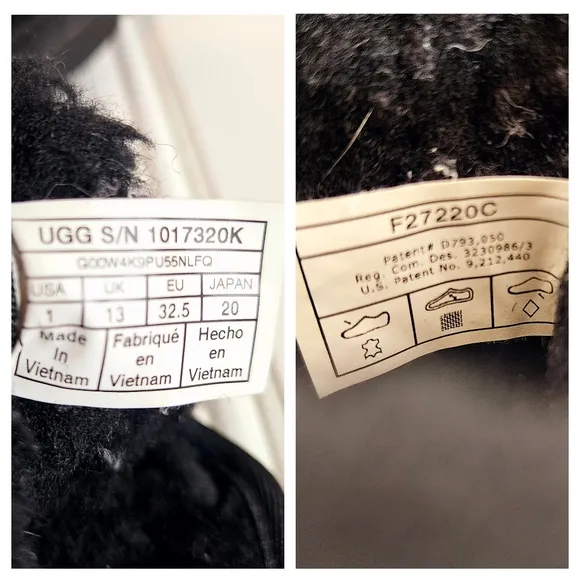 UGG S/N 1017320K
Q00W4K9PU55NLFQ
USA UK EU JAPAN
1 13 32.5 20
Made in Vietnam
Fabriqué en Vietnam
Hecho en Vietnam
F27220C
Patent# D793,050
Reg. Com. Des. 3230986/3
U.S. Patent No. 9,212,440